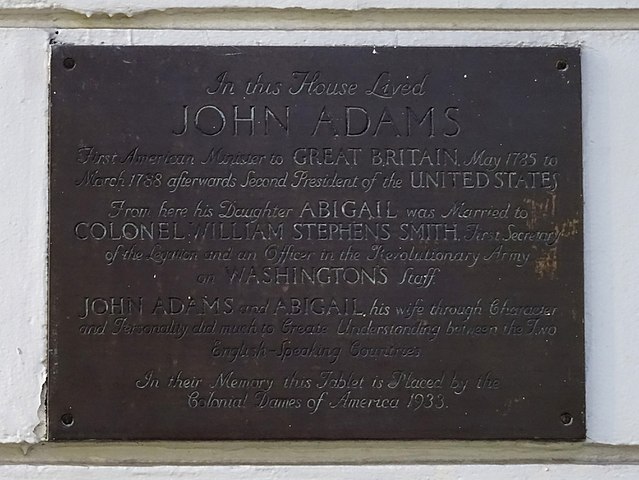 In this House Lived
JOHN ADAMS
First American Minister to GREAT BRITAIN, May 1785 to
March 1788 afterwards Second President of the UNITED STATES
From here his Daughter ABIGAIL was Married to
COLONEL WILLIAM STEPHENS SMITH, First Secretary
of the Legation and an Officer in the Revolutionary Army
on WASHINGTON'S Staff.
JOHN ADAMS and ABIGAIL, his wife through Character
and Personality did much to Create Understanding between the Two
English-Speaking Countries
In their Memory this Tablet is Placed by the
Colonial Dames of America 1933.